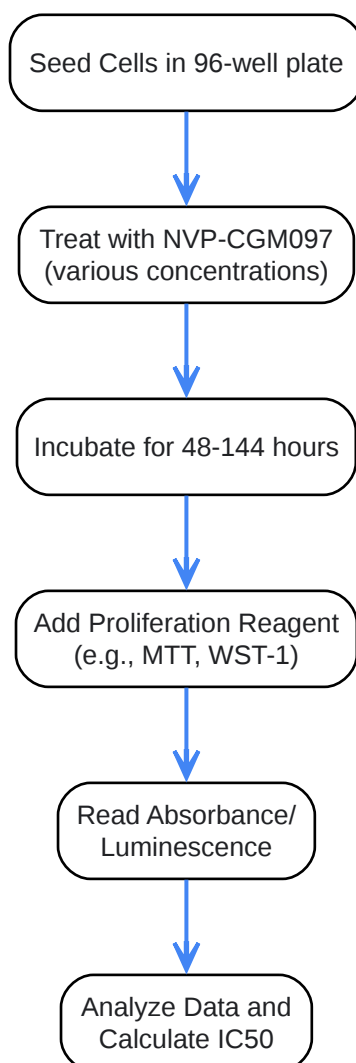 Seed Cells in 96-well plate
Treat with NVP-CGM097
(various concentrations)
Incubate for 48-144 hours
Add Proliferation Reagent
(e.g., MTT, WST-1)
Read Absorbance/
Luminescence
Analyze Data and
Calculate IC50